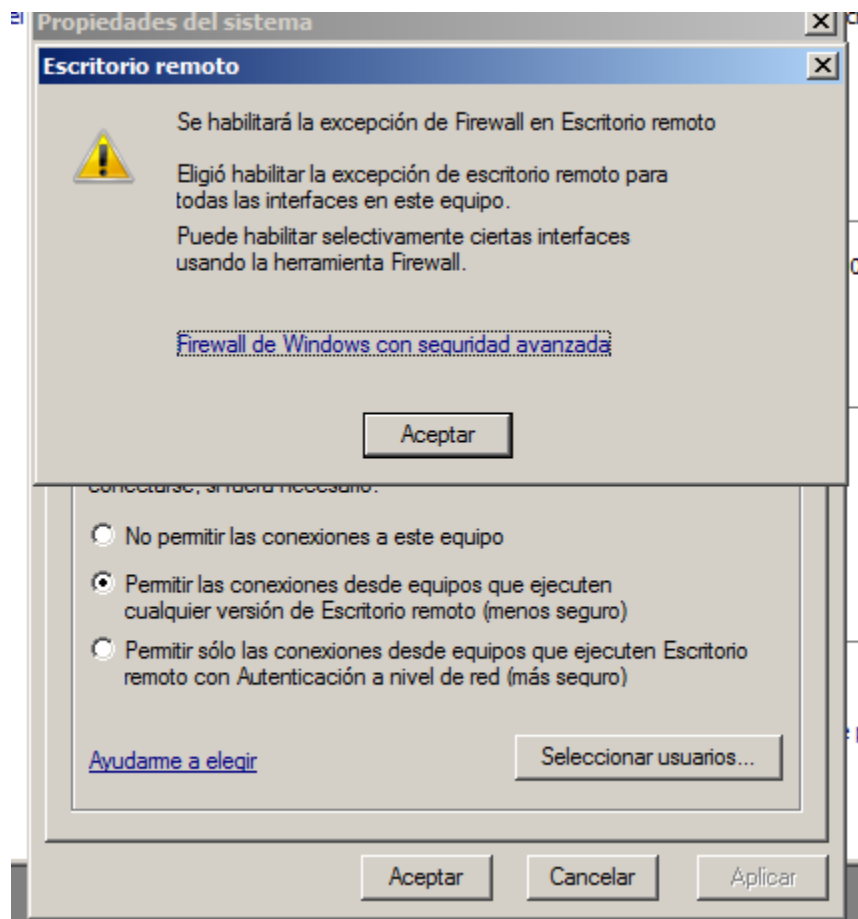 Propiedades del sistema
Escritorio remoto
Se habilitará la excepción de Firewall en Escritorio remoto
Eligió habilitar la excepción de escritorio remoto para
todas las interfaces en este equipo.
Puede habilitar selectivamente ciertas interfaces
usando la herramienta Firewall.
Firewall de Windows con seguridad avanzada
Aceptar
conectarse, si fuera necesario.
No permitir las conexiones a este equipo
Permitir las conexiones desde equipos que ejecuten
cualquier versión de Escritorio remoto (menos seguro)
Permitir sólo las conexiones desde equipos que ejecuten Escritorio
remoto con Autenticación a nivel de red (más seguro)
Ayudarme a elegir
Seleccionar usuarios...
Aceptar
Cancelar
Aplicar